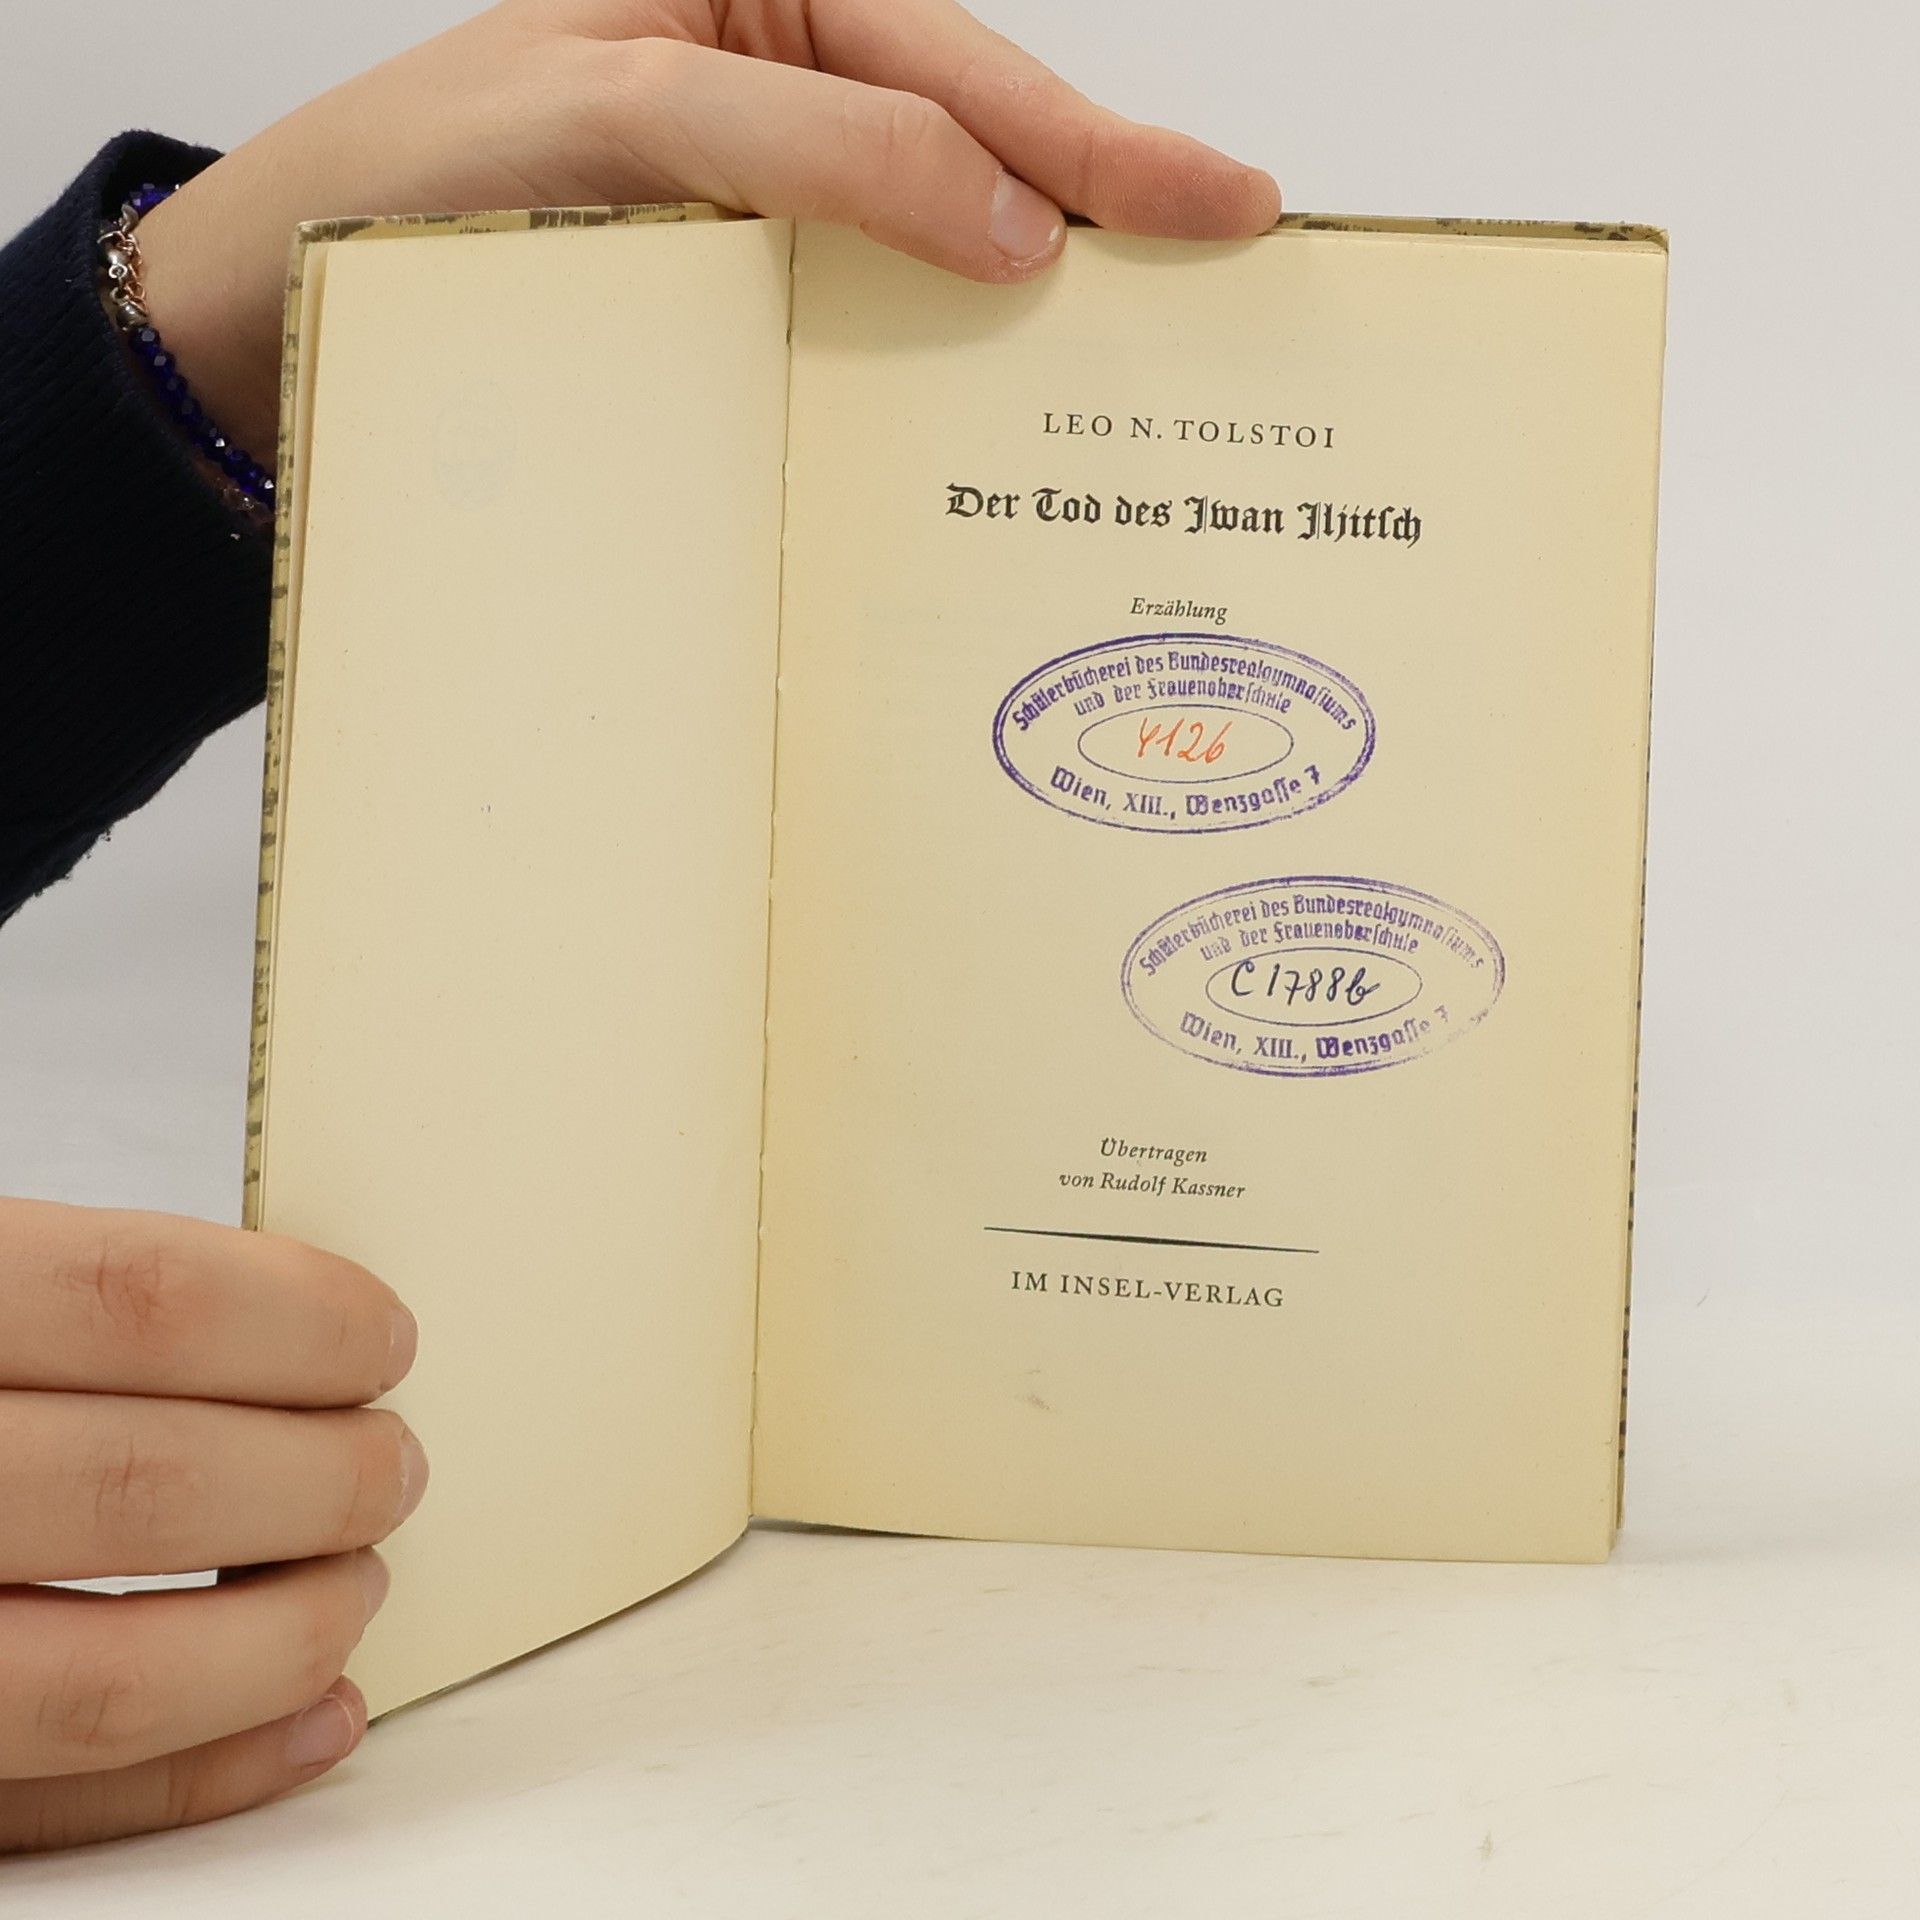 LEO N. TOLSTOI
Der Tod des Iwan Iljitsch
Erzählung
Schülerbücherei des Bundesrealgymnasiums
und der Frauenoberschule
4126
Wien, XIII., Wenzgasse 7
Schülerbücherei des Bundesrealgymnasiums
und der Frauenoberschule
C 1788b
Wien, XIII., Wenzgasse 7
Übertragen
von Rudolf Kassner
IM INSEL-VERLAG